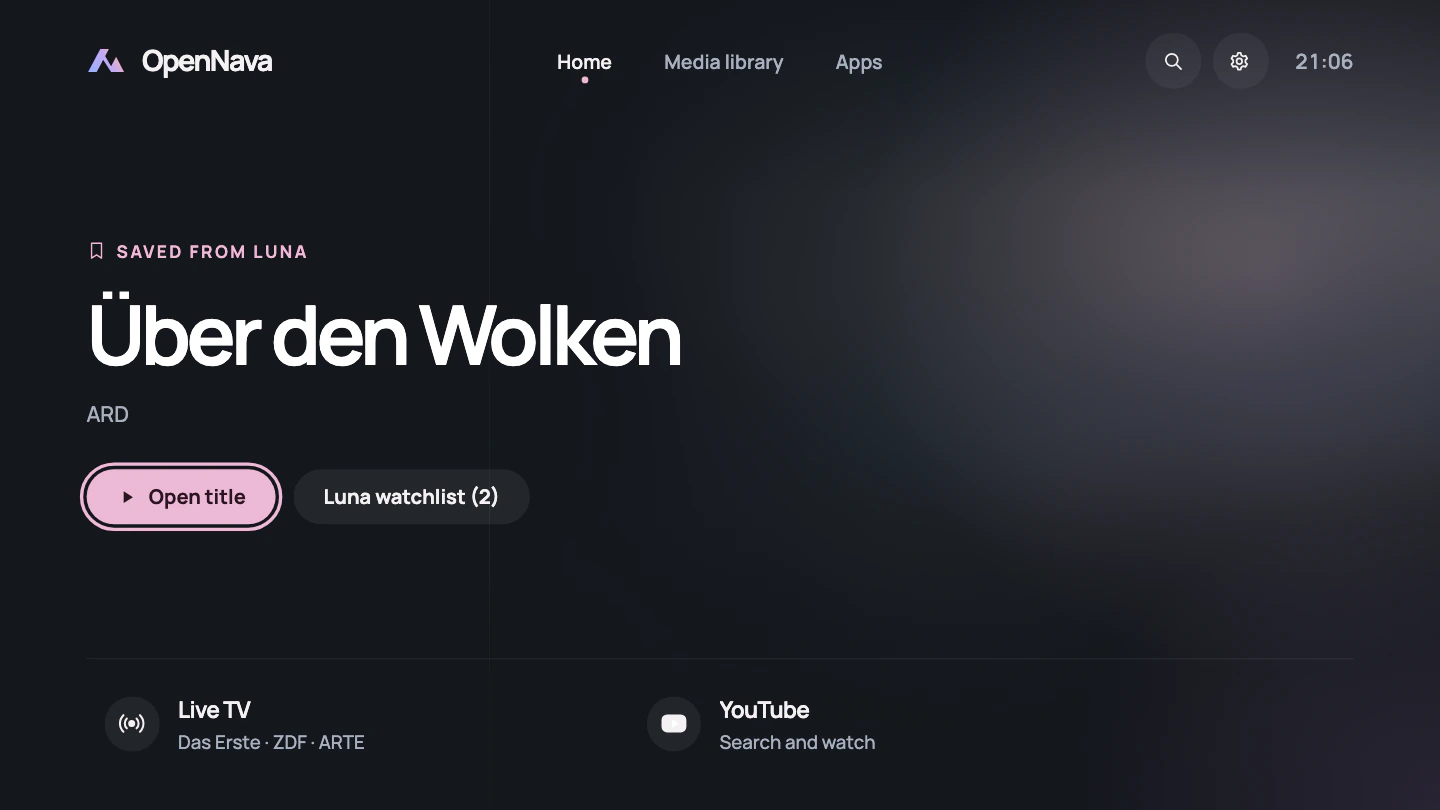 OpenNava
Home
Media library
Apps
21:06
SAVED FROM LUNA
Über den Wolken
ARD
Open title
Luna watchlist (2)
Live TV
Das Erste · ZDF · ARTE
YouTube
Search and watch